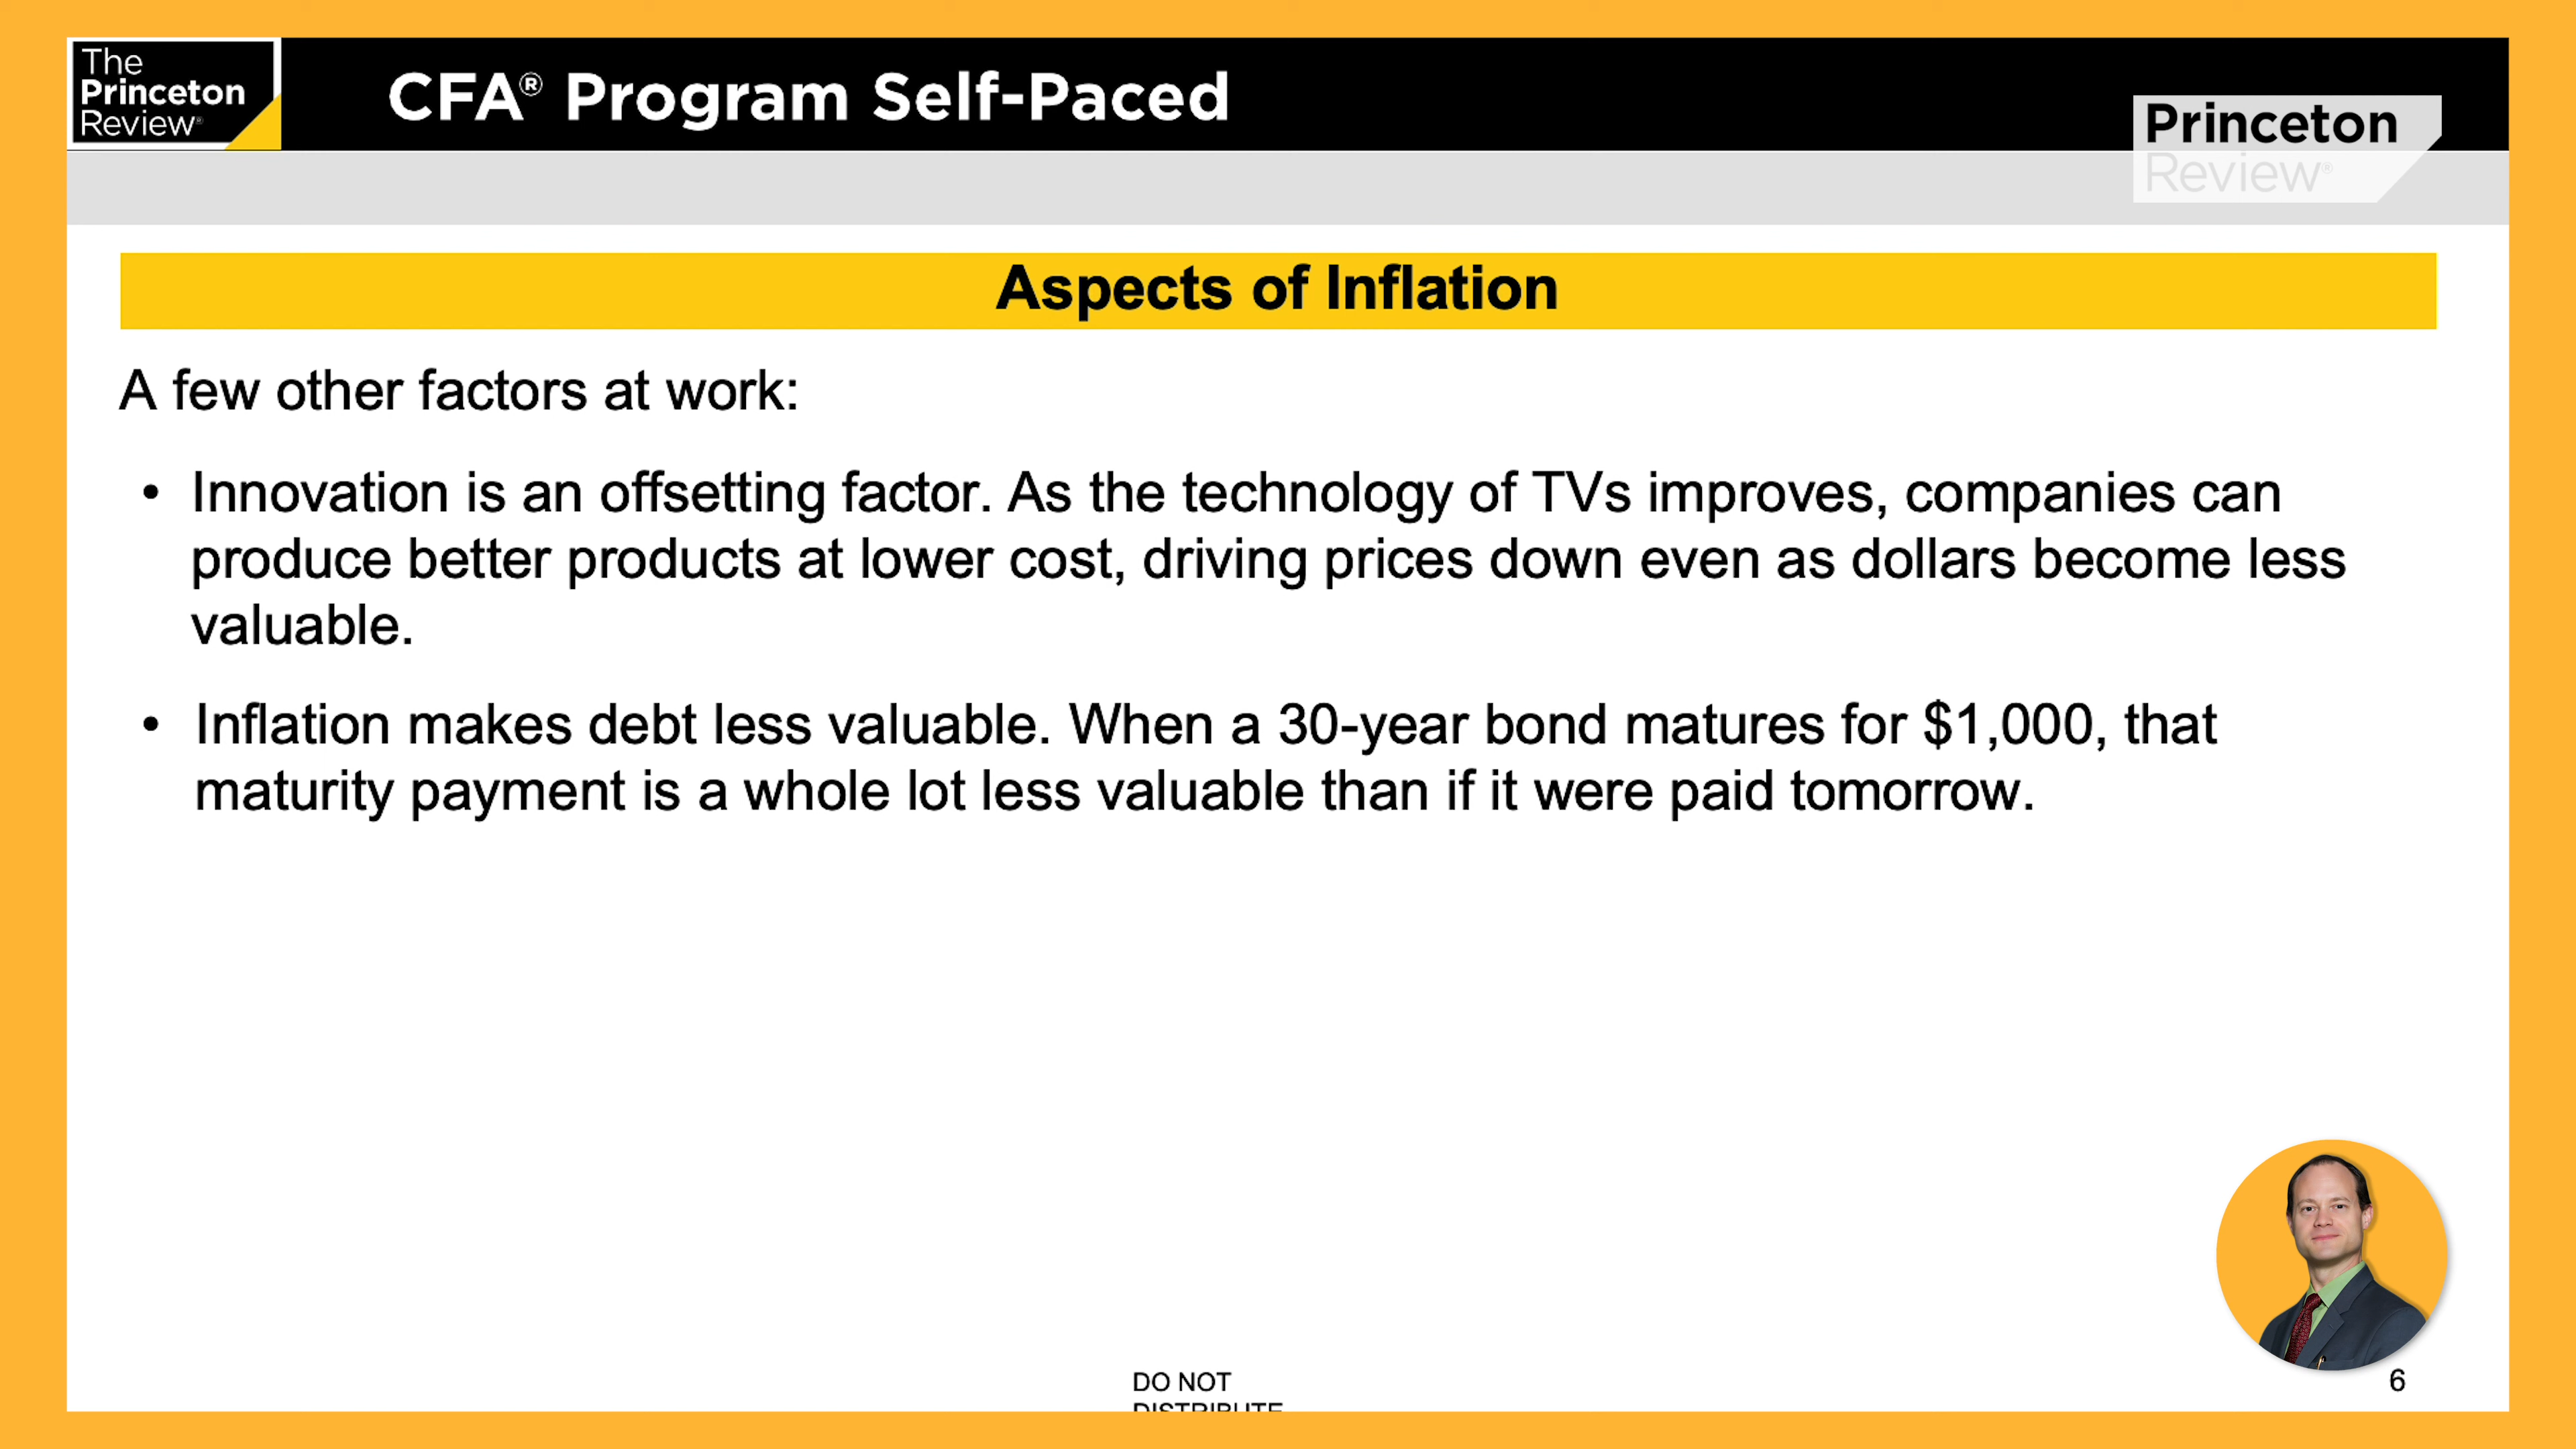 The
Princeton
Review®
CFA® Program Self-Paced
Princeton
Review®
Aspects of Inflation
A few other factors at work:
• Innovation is an offsetting factor. As the technology of TVs improves, companies can
produce better products at lower cost, driving prices down even as dollars become less
valuable.
• Inflation makes debt less valuable. When a 30-year bond matures for $1,000, that
maturity payment is a whole lot less valuable than if it were paid tomorrow.
DO NOT
DISTRIBUTE
6